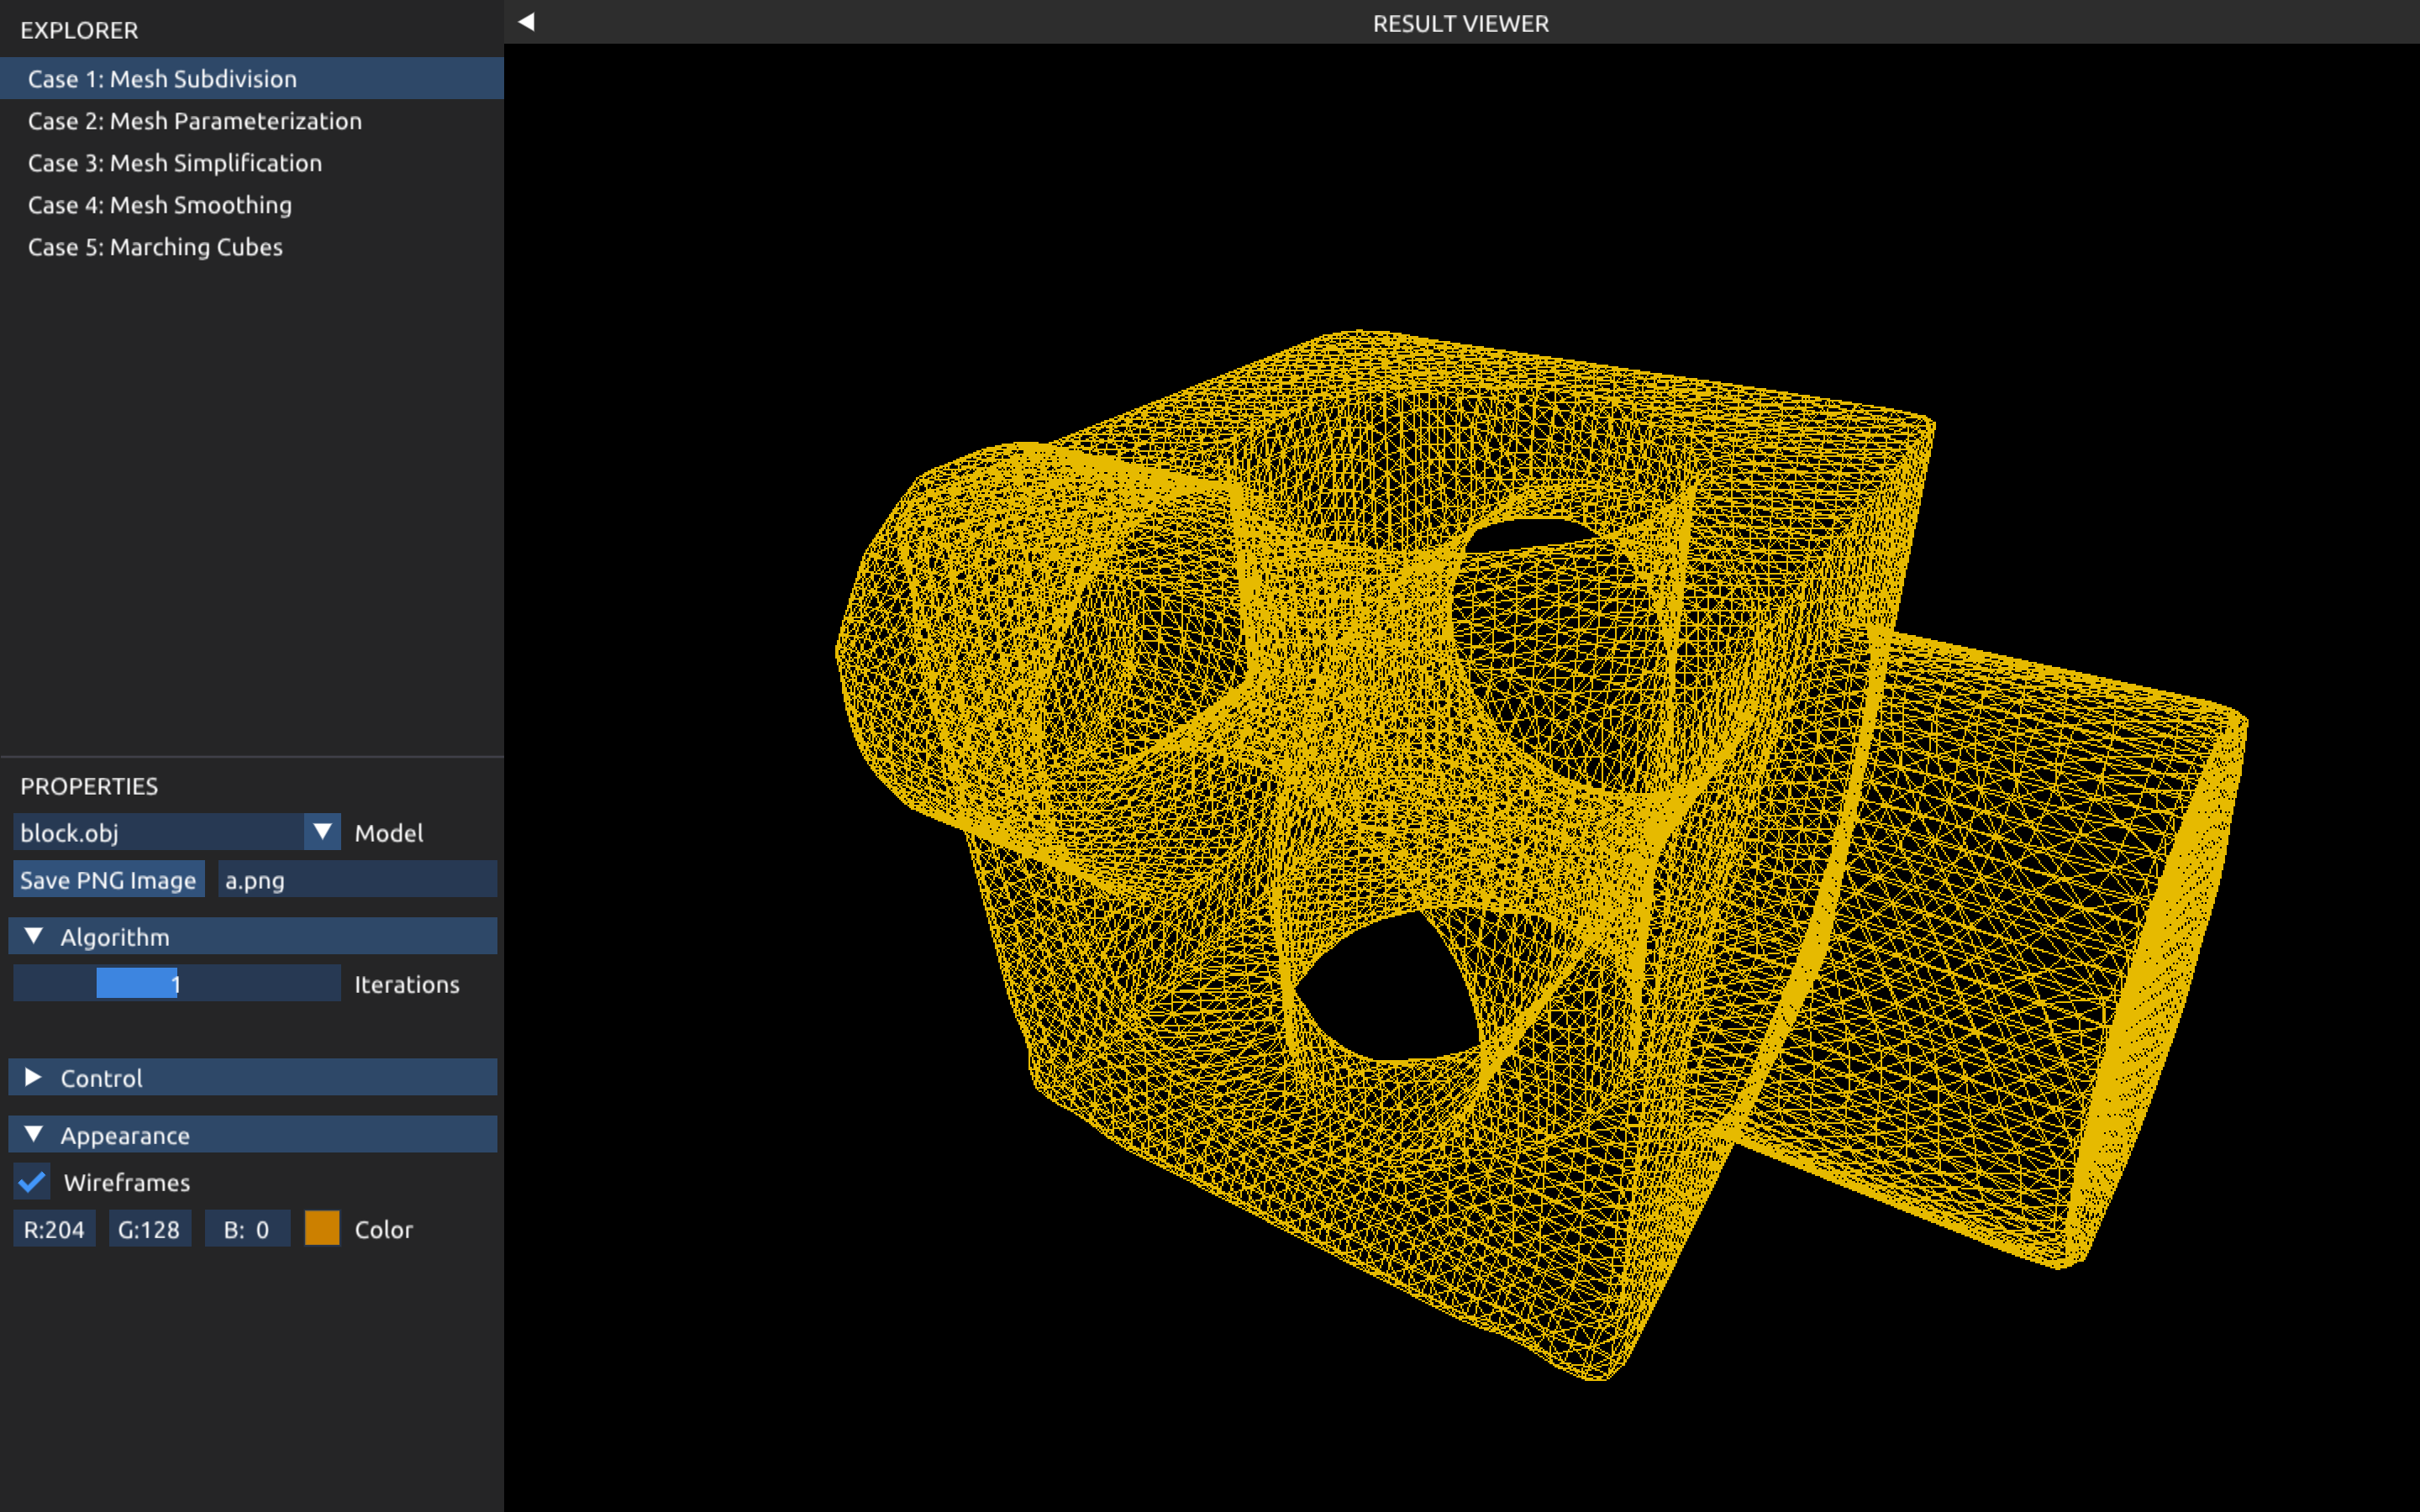 EXPLORER
Case 1: Mesh Subdivision
Case 2: Mesh Parameterization
Case 3: Mesh Simplification
Case 4: Mesh Smoothing
Case 5: Marching Cubes
PROPERTIES
block.obj Model
Save PNG Image a.png
Algorithm
1 Iterations
Control
Appearance
Wireframes
R:204 G:128 B: 0 Color
RESULT VIEWER